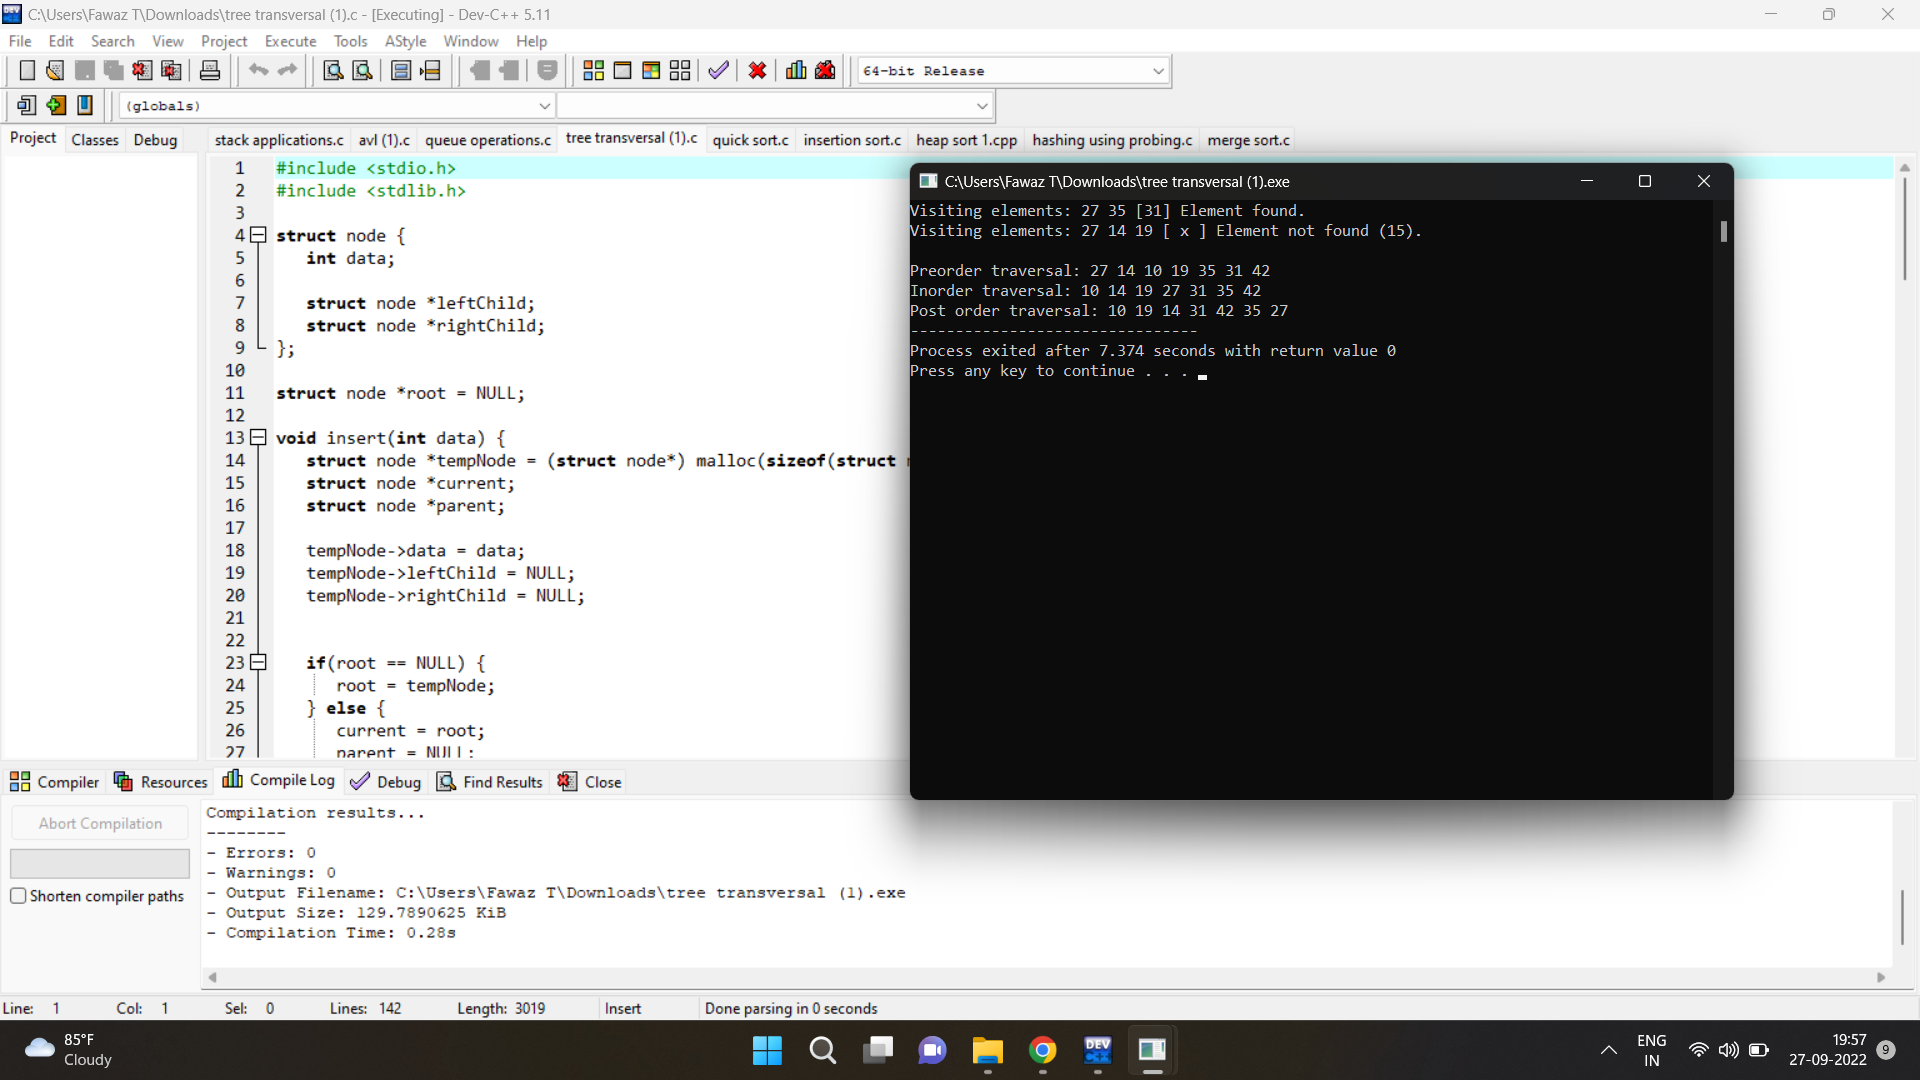 C:\Users\Fawaz T\Downloads\tree transversal (1).c - [Executing] - Dev-C++ 5.11
File Edit Search View Project Execute Tools AStyle Window Help
64-bit Release
(globals)
Project Classes Debug
stack applications.c avl (1).c queue operations.c tree transversal (1).c quick sort.c insertion sort.c heap sort 1.cpp hashing using probing.c merge sort.c
1 #include <stdio.h>
2 #include <stdlib.h>
3
4 struct node {
5 int data;
6
7 struct node *leftChild;
8 struct node *rightChild;
9 };
10
11 struct node *root = NULL;
12
13 void insert(int data) {
14 struct node *tempNode = (struct node*) malloc(sizeof(struct
15 struct node *current;
16 struct node *parent;
17
18 tempNode->data = data;
19 tempNode->leftChild = NULL;
20 tempNode->rightChild = NULL;
21
22
23 if(root == NULL) {
24 root = tempNode;
25 } else {
26 current = root;
27 parent = NULL;
C:\Users\Fawaz T\Downloads\tree transversal (1).exe
Visiting elements: 27 35 [31] Element found.
Visiting elements: 27 14 19 [ x ] Element not found (15).
Preorder traversal: 27 14 10 19 35 31 42
Inorder traversal: 10 14 19 27 31 35 42
Post order traversal: 10 19 14 31 42 35 27
--------------------------------
Process exited after 7.374 seconds with return value 0
Press any key to continue . . .
Compiler Resources Compile Log Debug Find Results Close
Abort Compilation
Shorten compiler paths
Compilation results...
--------
- Errors: 0
- Warnings: 0
- Output Filename: C:\Users\Fawaz T\Downloads\tree transversal (1).exe
- Output Size: 129.7890625 KiB
- Compilation Time: 0.28s
Line: 1 Col: 1 Sel: 0 Lines: 142 Length: 3019 Insert Done parsing in 0 seconds
85°F
Cloudy
DEV
C++
ENG
IN
19:57
27-09-2022
9